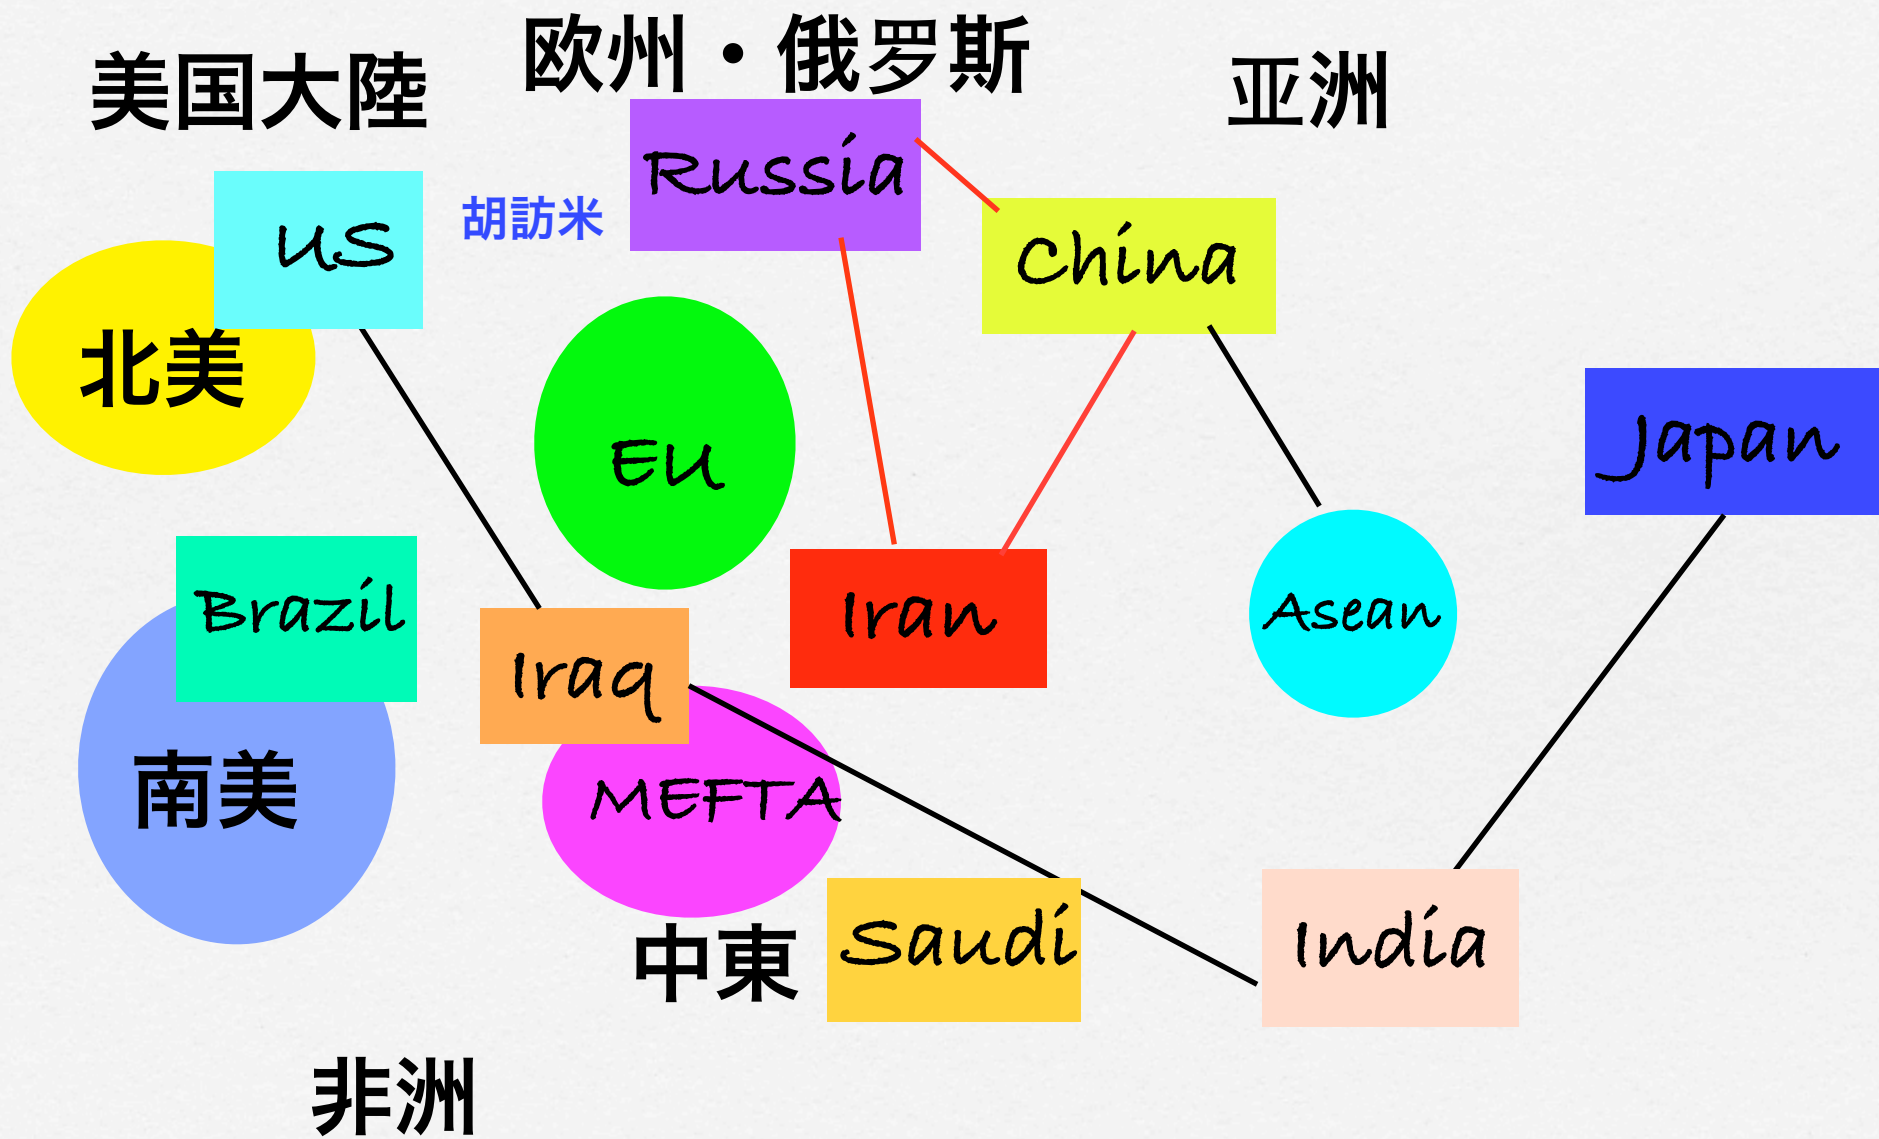 美国大陸
欧州・俄罗斯
亚洲
Russia
US
胡訪米
China
北美
EU
Japan
Brazil
Iran
Asean
Iraq
南美
MEFTA
中東
Saudi
India
非洲